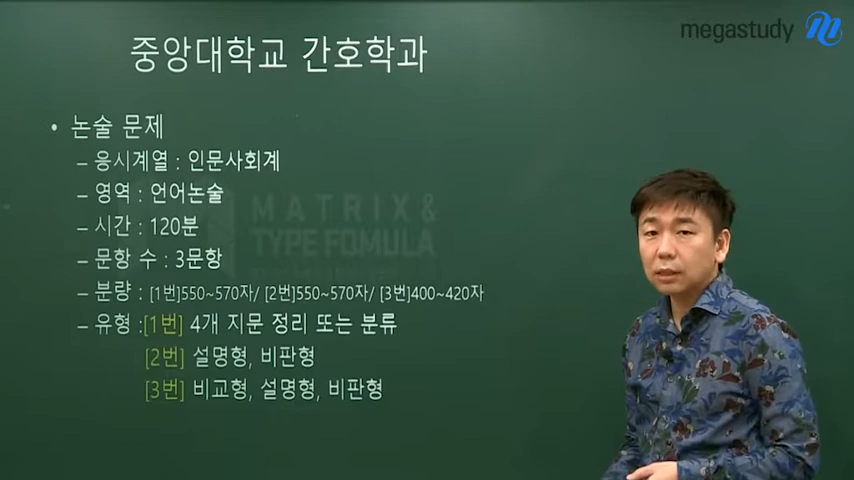 megastudy
중앙대학교 간호학과
• 논술 문제
– 응시계열 : 인문사회계
– 영역 : 언어논술
– 시간 : 120분
– 문항 수 : 3문항
– 분량 : [1번]550~570자/ [2번]550~570자/ [3번]400~420자
– 유형 :[1번] 4개 지문 정리 또는 분류
[2번] 설명형, 비판형
[3번] 비교형, 설명형, 비판형
MATRIX &
TYPE FOMULA